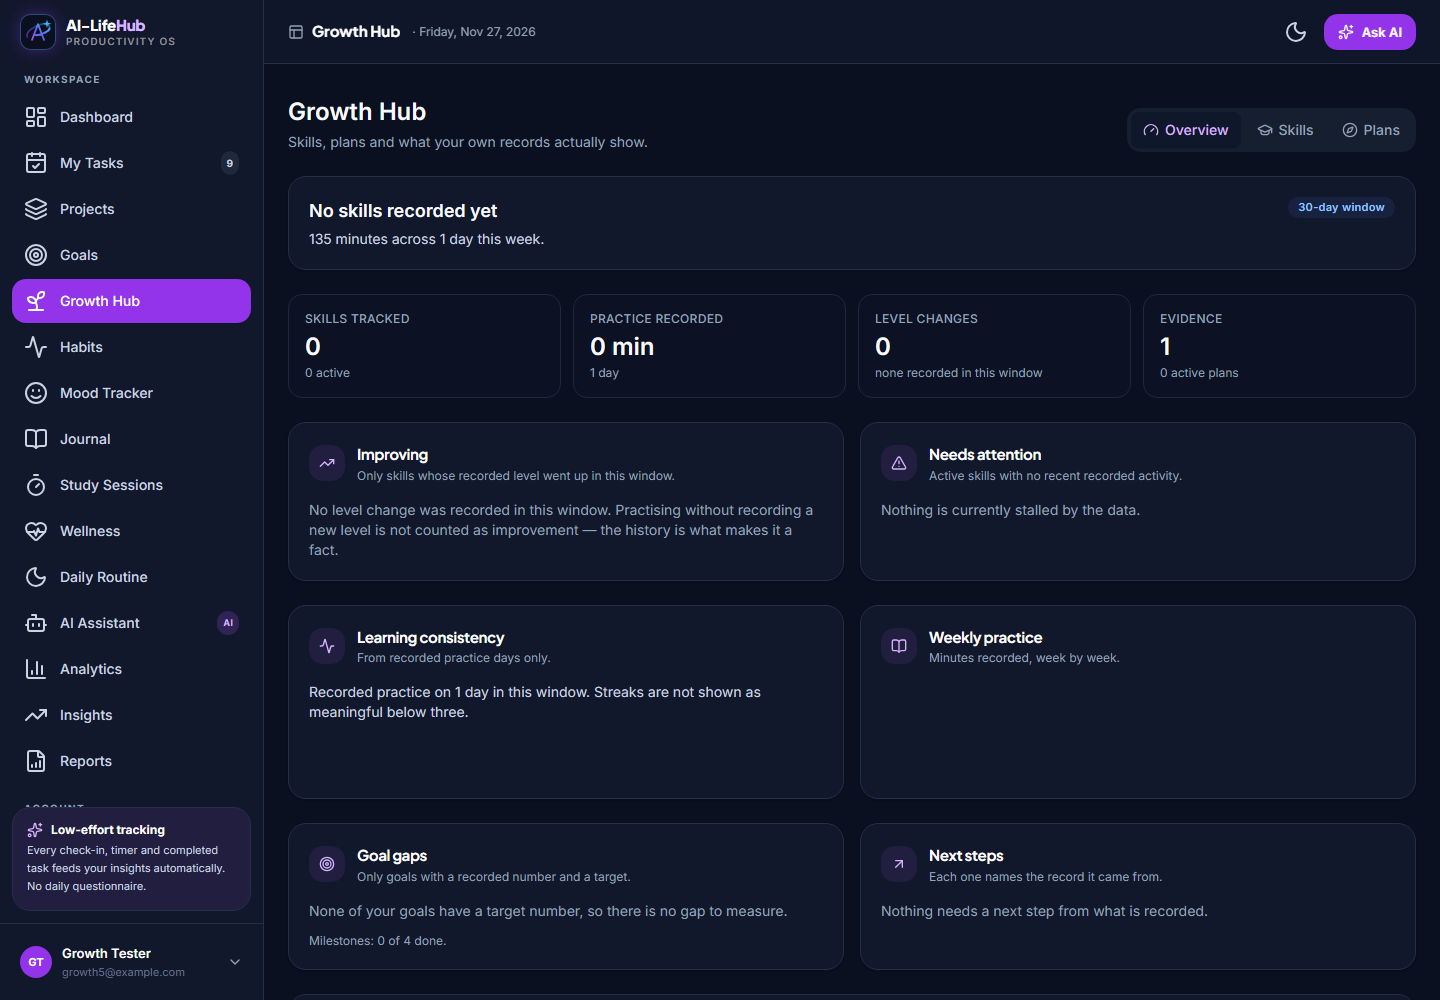 AI-LifeHub
PRODUCTIVITY OS
WORKSPACE
Dashboard
My Tasks
9
Projects
Goals
Growth Hub
Habits
Mood Tracker
Journal
Study Sessions
Wellness
Daily Routine
AI Assistant
AI
Analytics
Insights
Reports
Low-effort tracking
Every check-in, timer and completed
task feeds your insights automatically.
No daily questionnaire.
GT
Growth Tester
growth5@example.com
Growth Hub · Friday, Nov 27, 2026
Ask AI
Growth Hub
Skills, plans and what your own records actually show.
Overview
Skills
Plans
No skills recorded yet
135 minutes across 1 day this week.
30-day window
SKILLS TRACKED
0
0 active
PRACTICE RECORDED
0 min
1 day
LEVEL CHANGES
0
none recorded in this window
EVIDENCE
1
0 active plans
Improving
Only skills whose recorded level went up in this window.
No level change was recorded in this window. Practising without recording a
new level is not counted as improvement — the history is what makes it a
fact.
Needs attention
Active skills with no recent recorded activity.
Nothing is currently stalled by the data.
Learning consistency
From recorded practice days only.
Recorded practice on 1 day in this window. Streaks are not shown as
meaningful below three.
Weekly practice
Minutes recorded, week by week.
Goal gaps
Only goals with a recorded number and a target.
None of your goals have a target number, so there is no gap to measure.
Milestones: 0 of 4 done.
Next steps
Each one names the record it came from.
Nothing needs a next step from what is recorded.